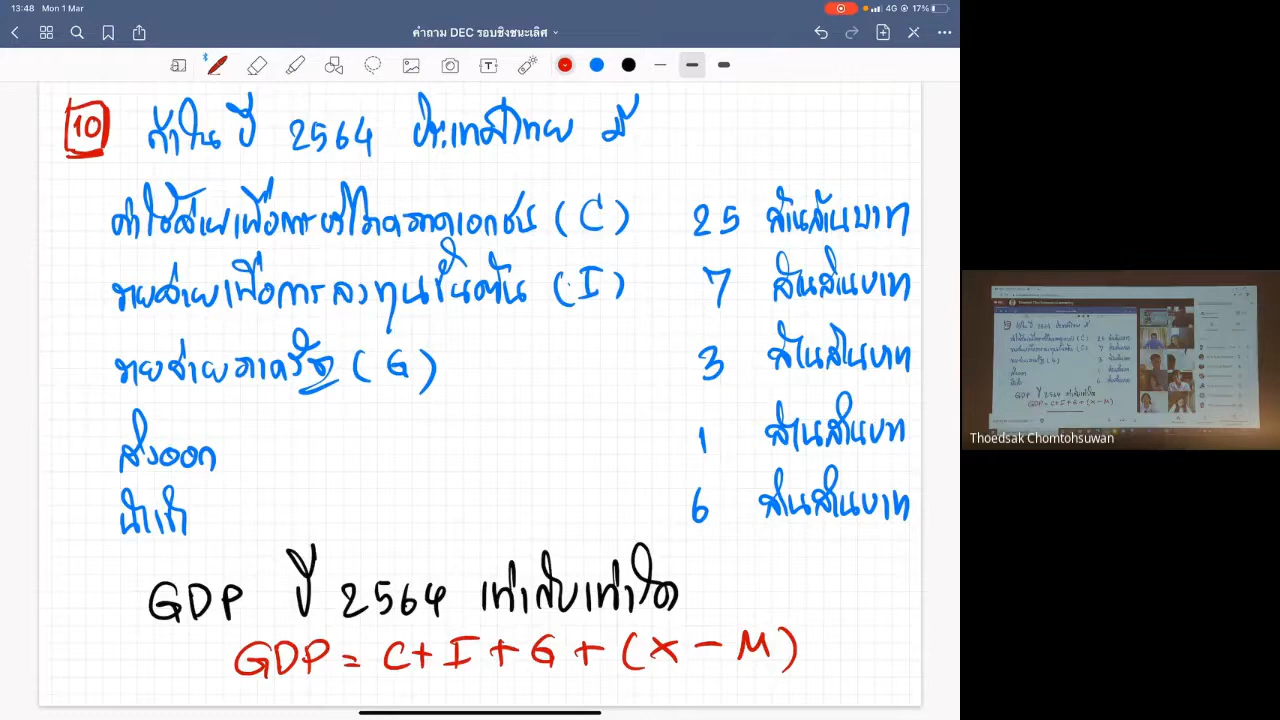 13:48 Mon 1 Mar
4G 17%
คำถาม DEC รอบชิงชนะเลิศ
10 ถ้าใน ปี 2564 ประเทศไทย มี
ค่าใช้จ่ายเพื่อการบริโภคภาคเอกชน (C) 25 ล้านล้านบาท
รายจ่ายเพื่อการลงทุนขั้นต้น (I) 7 ล้านล้านบาท
รายจ่ายภาครัฐ (G) 3 ล้านล้านบาท
ส่งออก 1 ล้านล้านบาท
นำเข้า 6 ล้านล้านบาท
GDP ปี 2564 เท่ากับเท่าใด
GDP = C + I + G + (X - M)
Thoedsak Chomtohsuwan